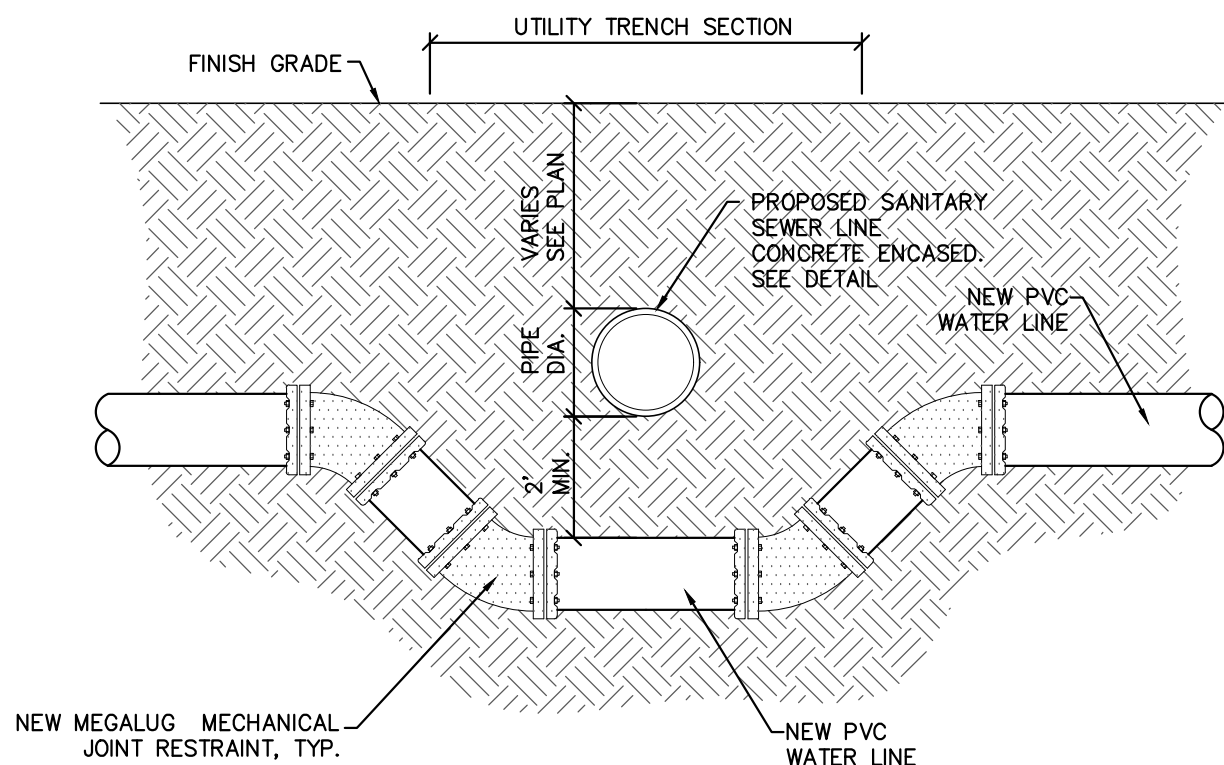 UTILITY TRENCH SECTION
FINISH GRADE
VARIES
SEE PLAN
PROPOSED SANITARY
SEWER LINE
CONCRETE ENCASED.
SEE DETAIL
NEW PVC
WATER LINE
PIPE
DIA.
2'
MIN.
NEW MEGALUG MECHANICAL
JOINT RESTRAINT, TYP.
NEW PVC
WATER LINE